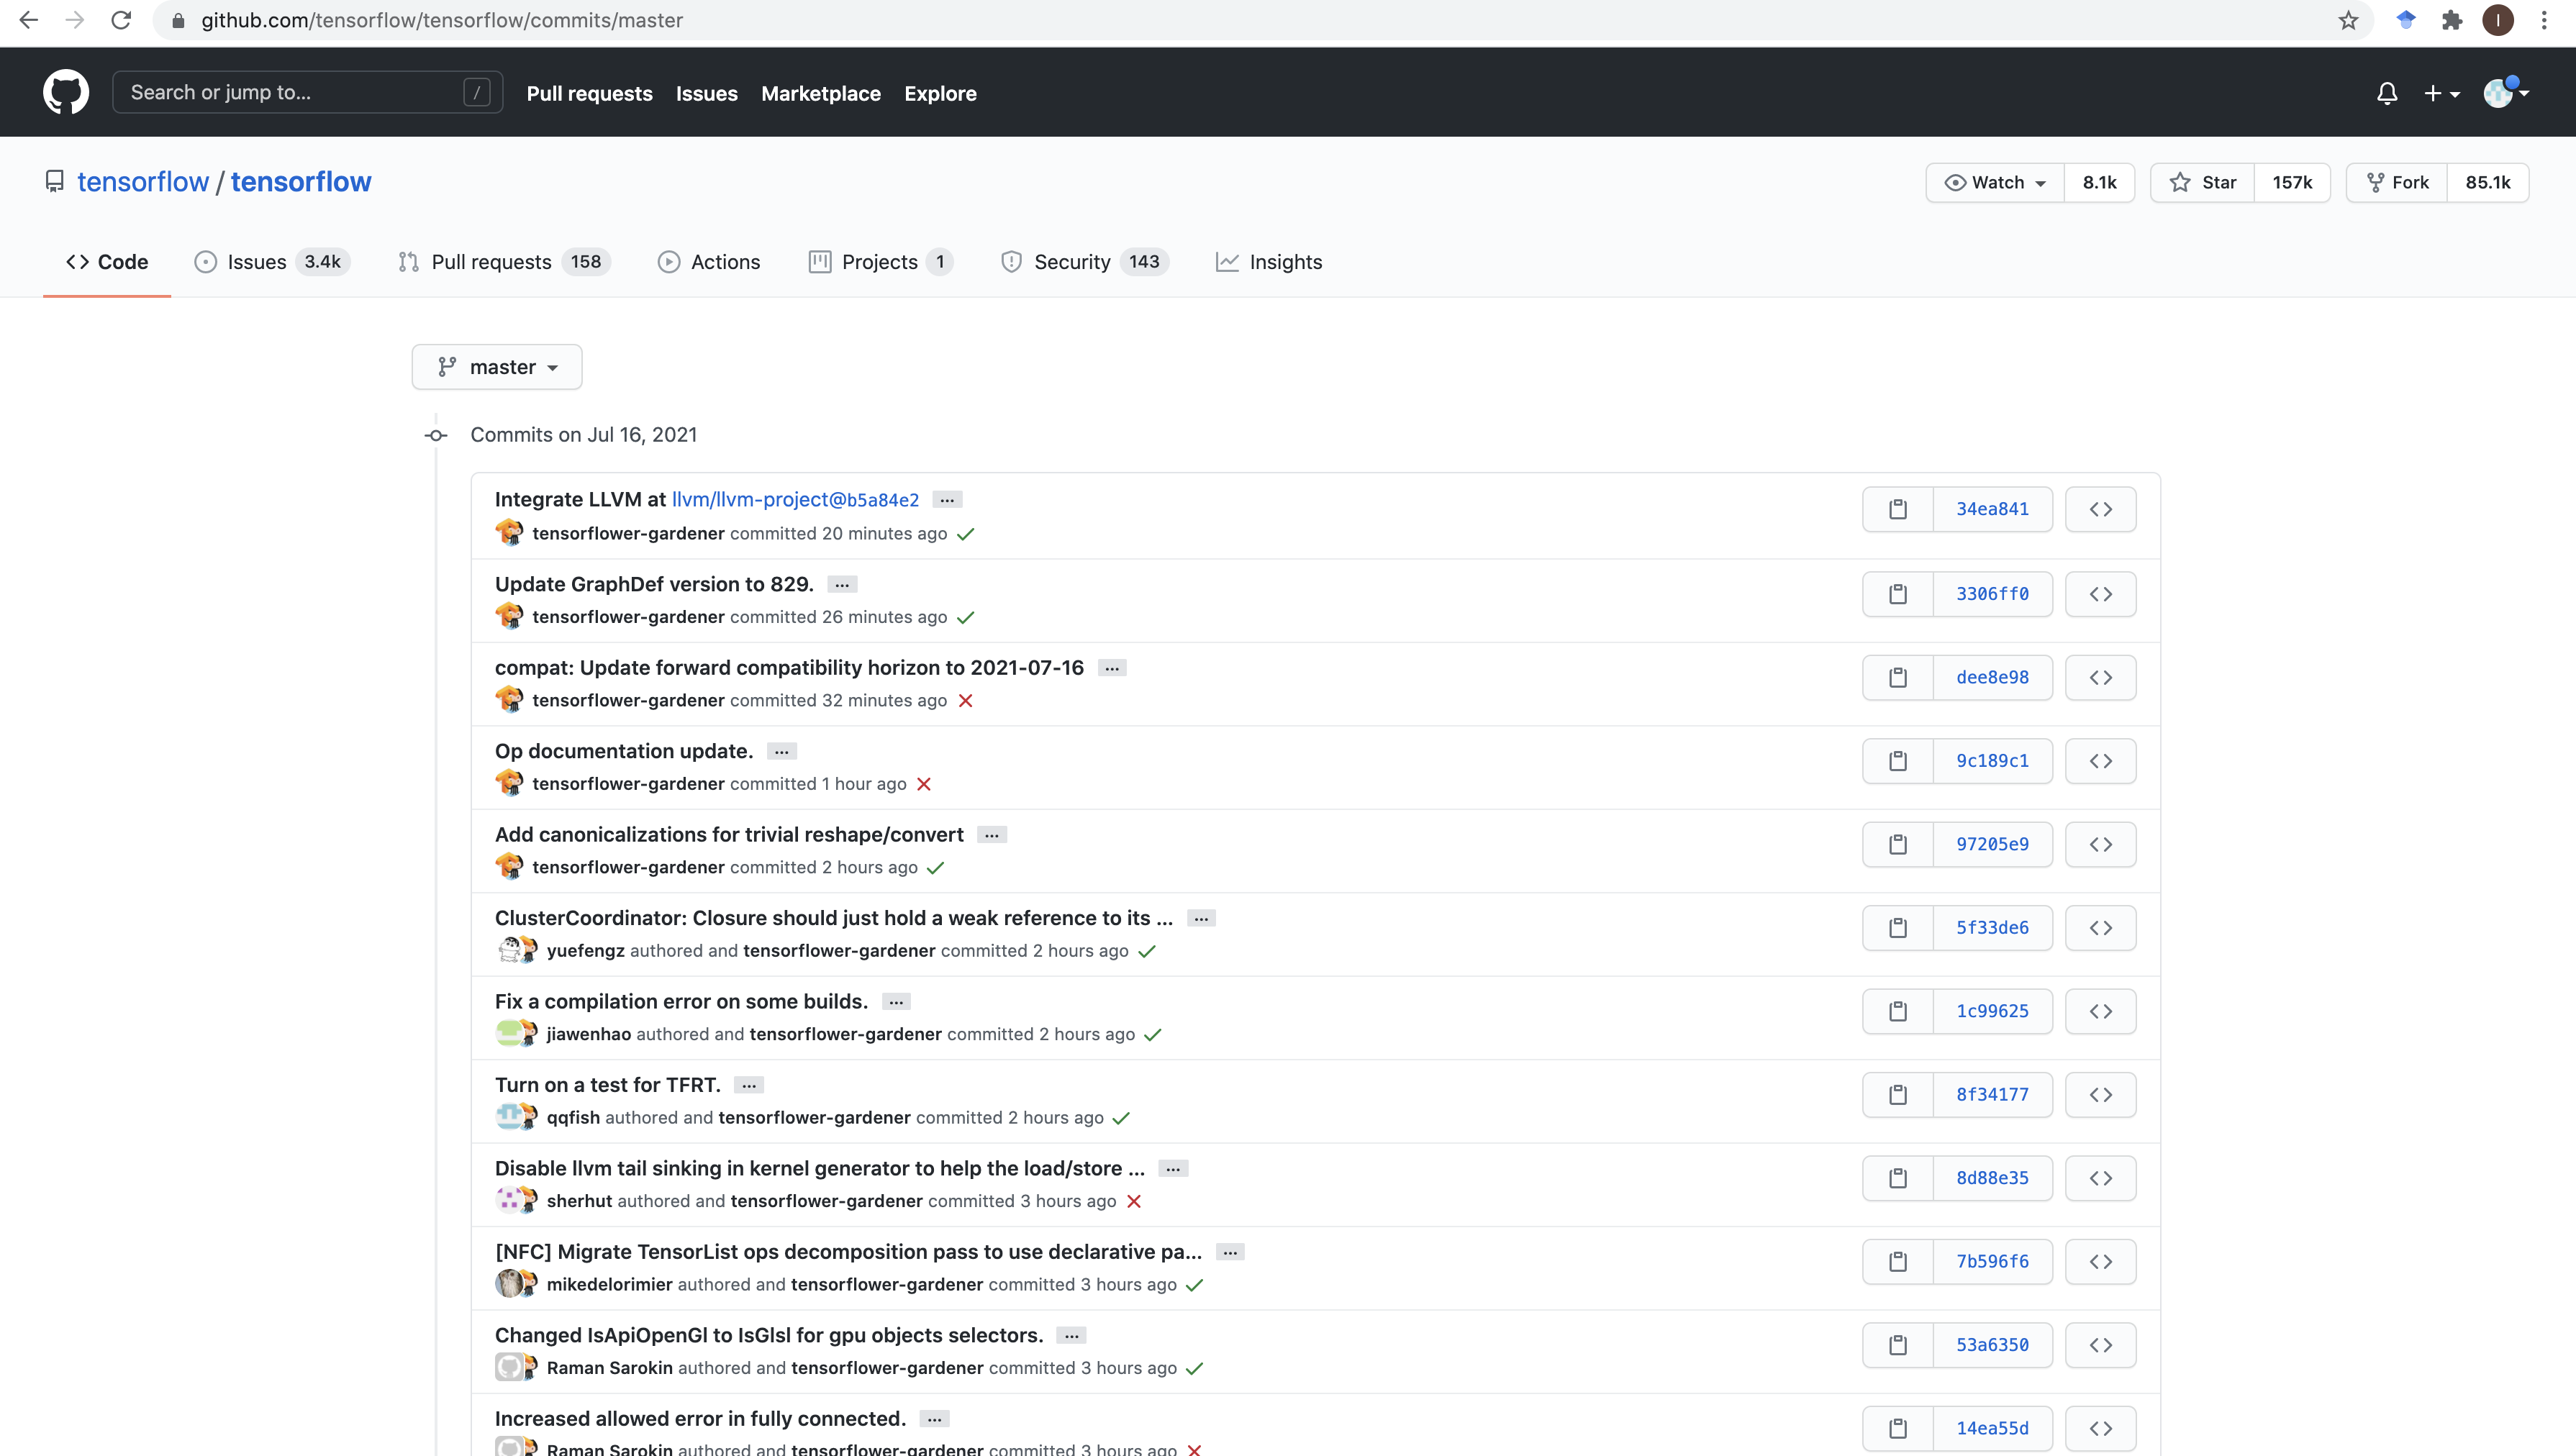 github.com/tensorflow/tensorflow/commits/master
I
Search or jump to... /
Pull requests Issues Marketplace Explore
tensorflow / tensorflow
Watch 8.1k Star 157k Fork 85.1k
Code Issues 3.4k Pull requests 158 Actions Projects 1 Security 143 Insights
master
Commits on Jul 16, 2021
Integrate LLVM at llvm/llvm-project@b5a84e2 ...
34ea841
tensorflower-gardener committed 20 minutes ago
Update GraphDef version to 829. ...
3306ff0
tensorflower-gardener committed 26 minutes ago
compat: Update forward compatibility horizon to 2021-07-16 ...
dee8e98
tensorflower-gardener committed 32 minutes ago
Op documentation update. ...
9c189c1
tensorflower-gardener committed 1 hour ago
Add canonicalizations for trivial reshape/convert ...
97205e9
tensorflower-gardener committed 2 hours ago
ClusterCoordinator: Closure should just hold a weak reference to its ... ...
5f33de6
yuefengz authored and tensorflower-gardener committed 2 hours ago
Fix a compilation error on some builds. ...
1c99625
jiawenhao authored and tensorflower-gardener committed 2 hours ago
Turn on a test for TFRT. ...
8f34177
qqfish authored and tensorflower-gardener committed 2 hours ago
Disable llvm tail sinking in kernel generator to help the load/store ... ...
8d88e35
sherhut authored and tensorflower-gardener committed 3 hours ago
[NFC] Migrate TensorList ops decomposition pass to use declarative pa... ...
7b596f6
mikedelorimier authored and tensorflower-gardener committed 3 hours ago
Changed IsApiOpenGl to IsGlsl for gpu objects selectors. ...
53a6350
Raman Sarokin authored and tensorflower-gardener committed 3 hours ago
Increased allowed error in fully connected. ...
14ea55d
Raman Sarokin authored and tensorflower-gardener committed 3 hours ago